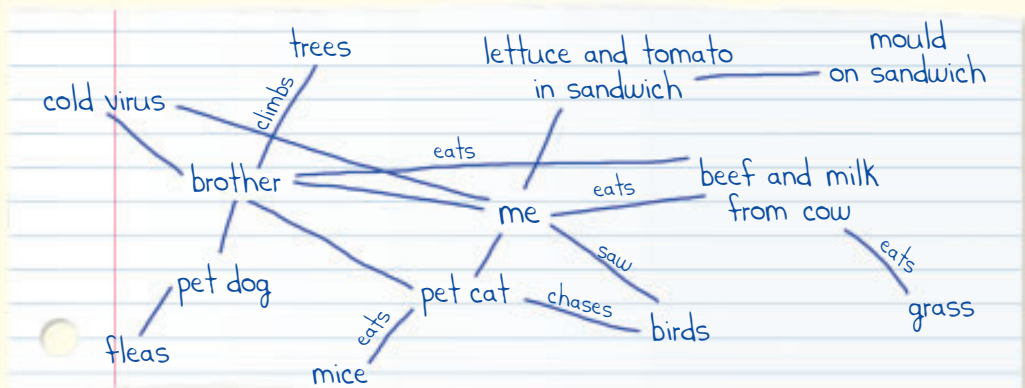 trees
lettuce and tomato
in sandwich
mould
on sandwich
cold virus
climbs
brother
eats
beef and milk
from cow
eats
me
saw
eats
pet dog
pet cat
chases
birds
grass
fleas
eats
mice